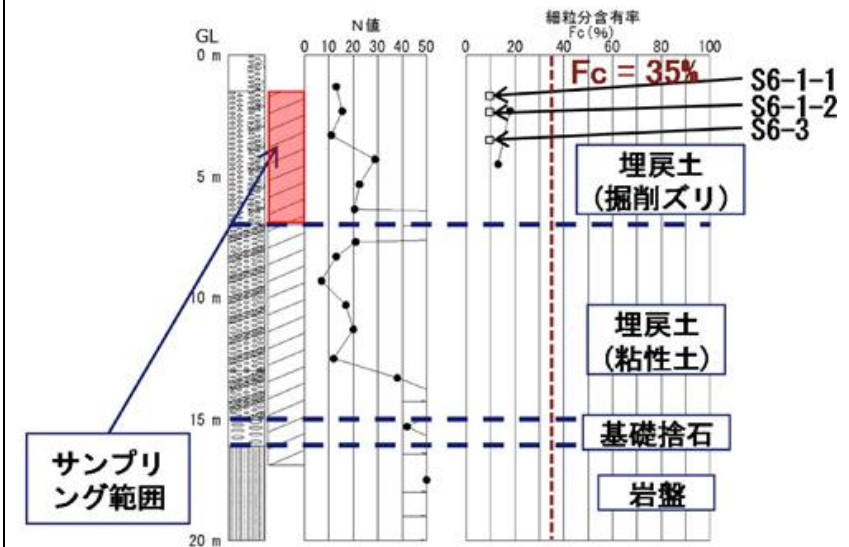 GL
N値
0 10 20 30 40 50
細粒分含有率
Fc(%)
0 20 40 60 80 100
0 m
5 m
10 m
15 m
20 m
Fc = 35%
S6-1-1
S6-1-2
S6-3
埋戻土
(掘削ズリ)
埋戻土
(粘性土)
基礎捨石
岩盤
サンプリ
ング範囲